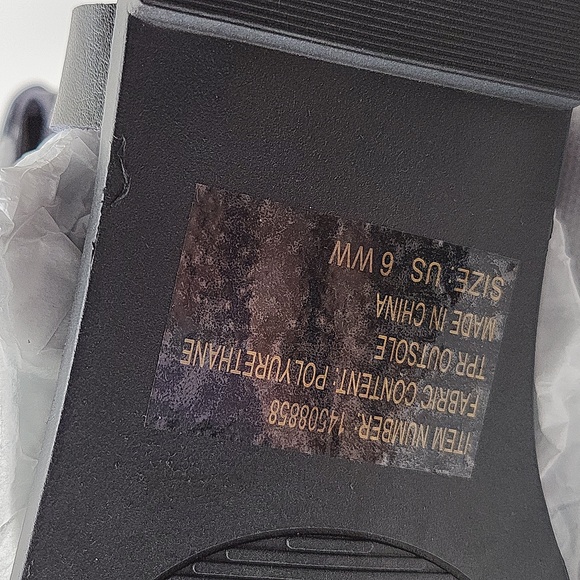 ITEM NUMBER: 14508858
FABRIC CONTENT: POLYURETHANE
TPR OUTSOLE
MADE IN CHINA
SIZE: US 6 WW